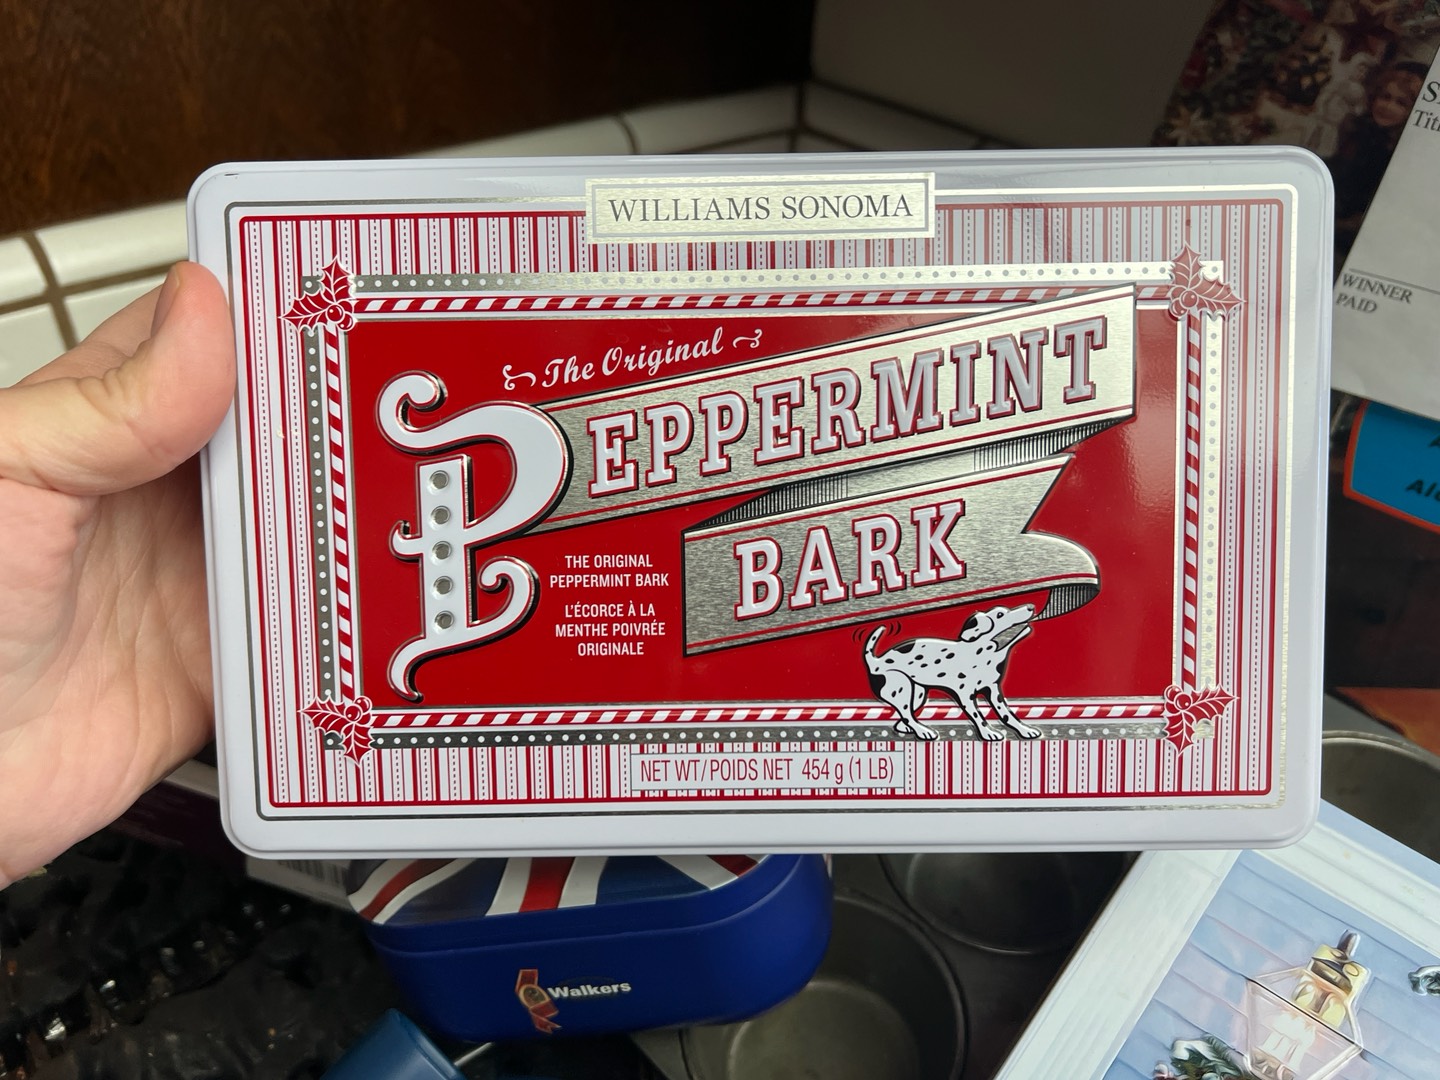 WILLIAMS SONOMA
The Original
PEPPERMINT
BARK
THE ORIGINAL
PEPPERMINT BARK
L'ÉCORCE À LA
MENTHE POIVRÉE
ORIGINALE
NET WT/POIDS NET 454 g (1 LB)
WINNER
PAID
Walkers